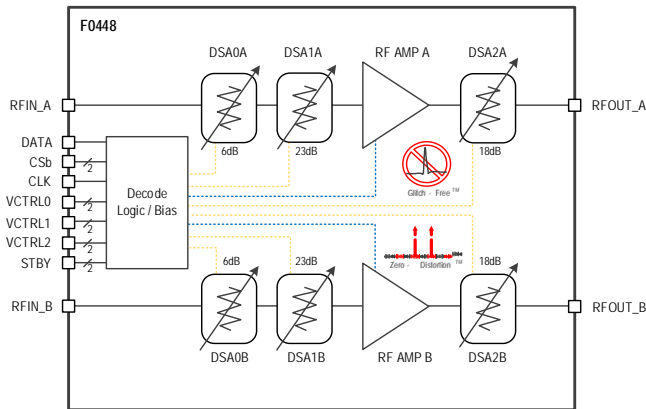 F0448
DSA0A
DSA1A
RF AMP A
DSA2A
RFIN_A
RFOUT_A
6dB
23dB
18dB
DATA
CSb
2
CLK
VCTRL0
2
VCTRL1
2
VCTRL2
2
STBY
2
Decode
Logic / Bias
Glitch - Free™
Zero - Distortion™
6dB
23dB
18dB
RFIN_B
RFOUT_B
DSA0B
DSA1B
RF AMP B
DSA2B